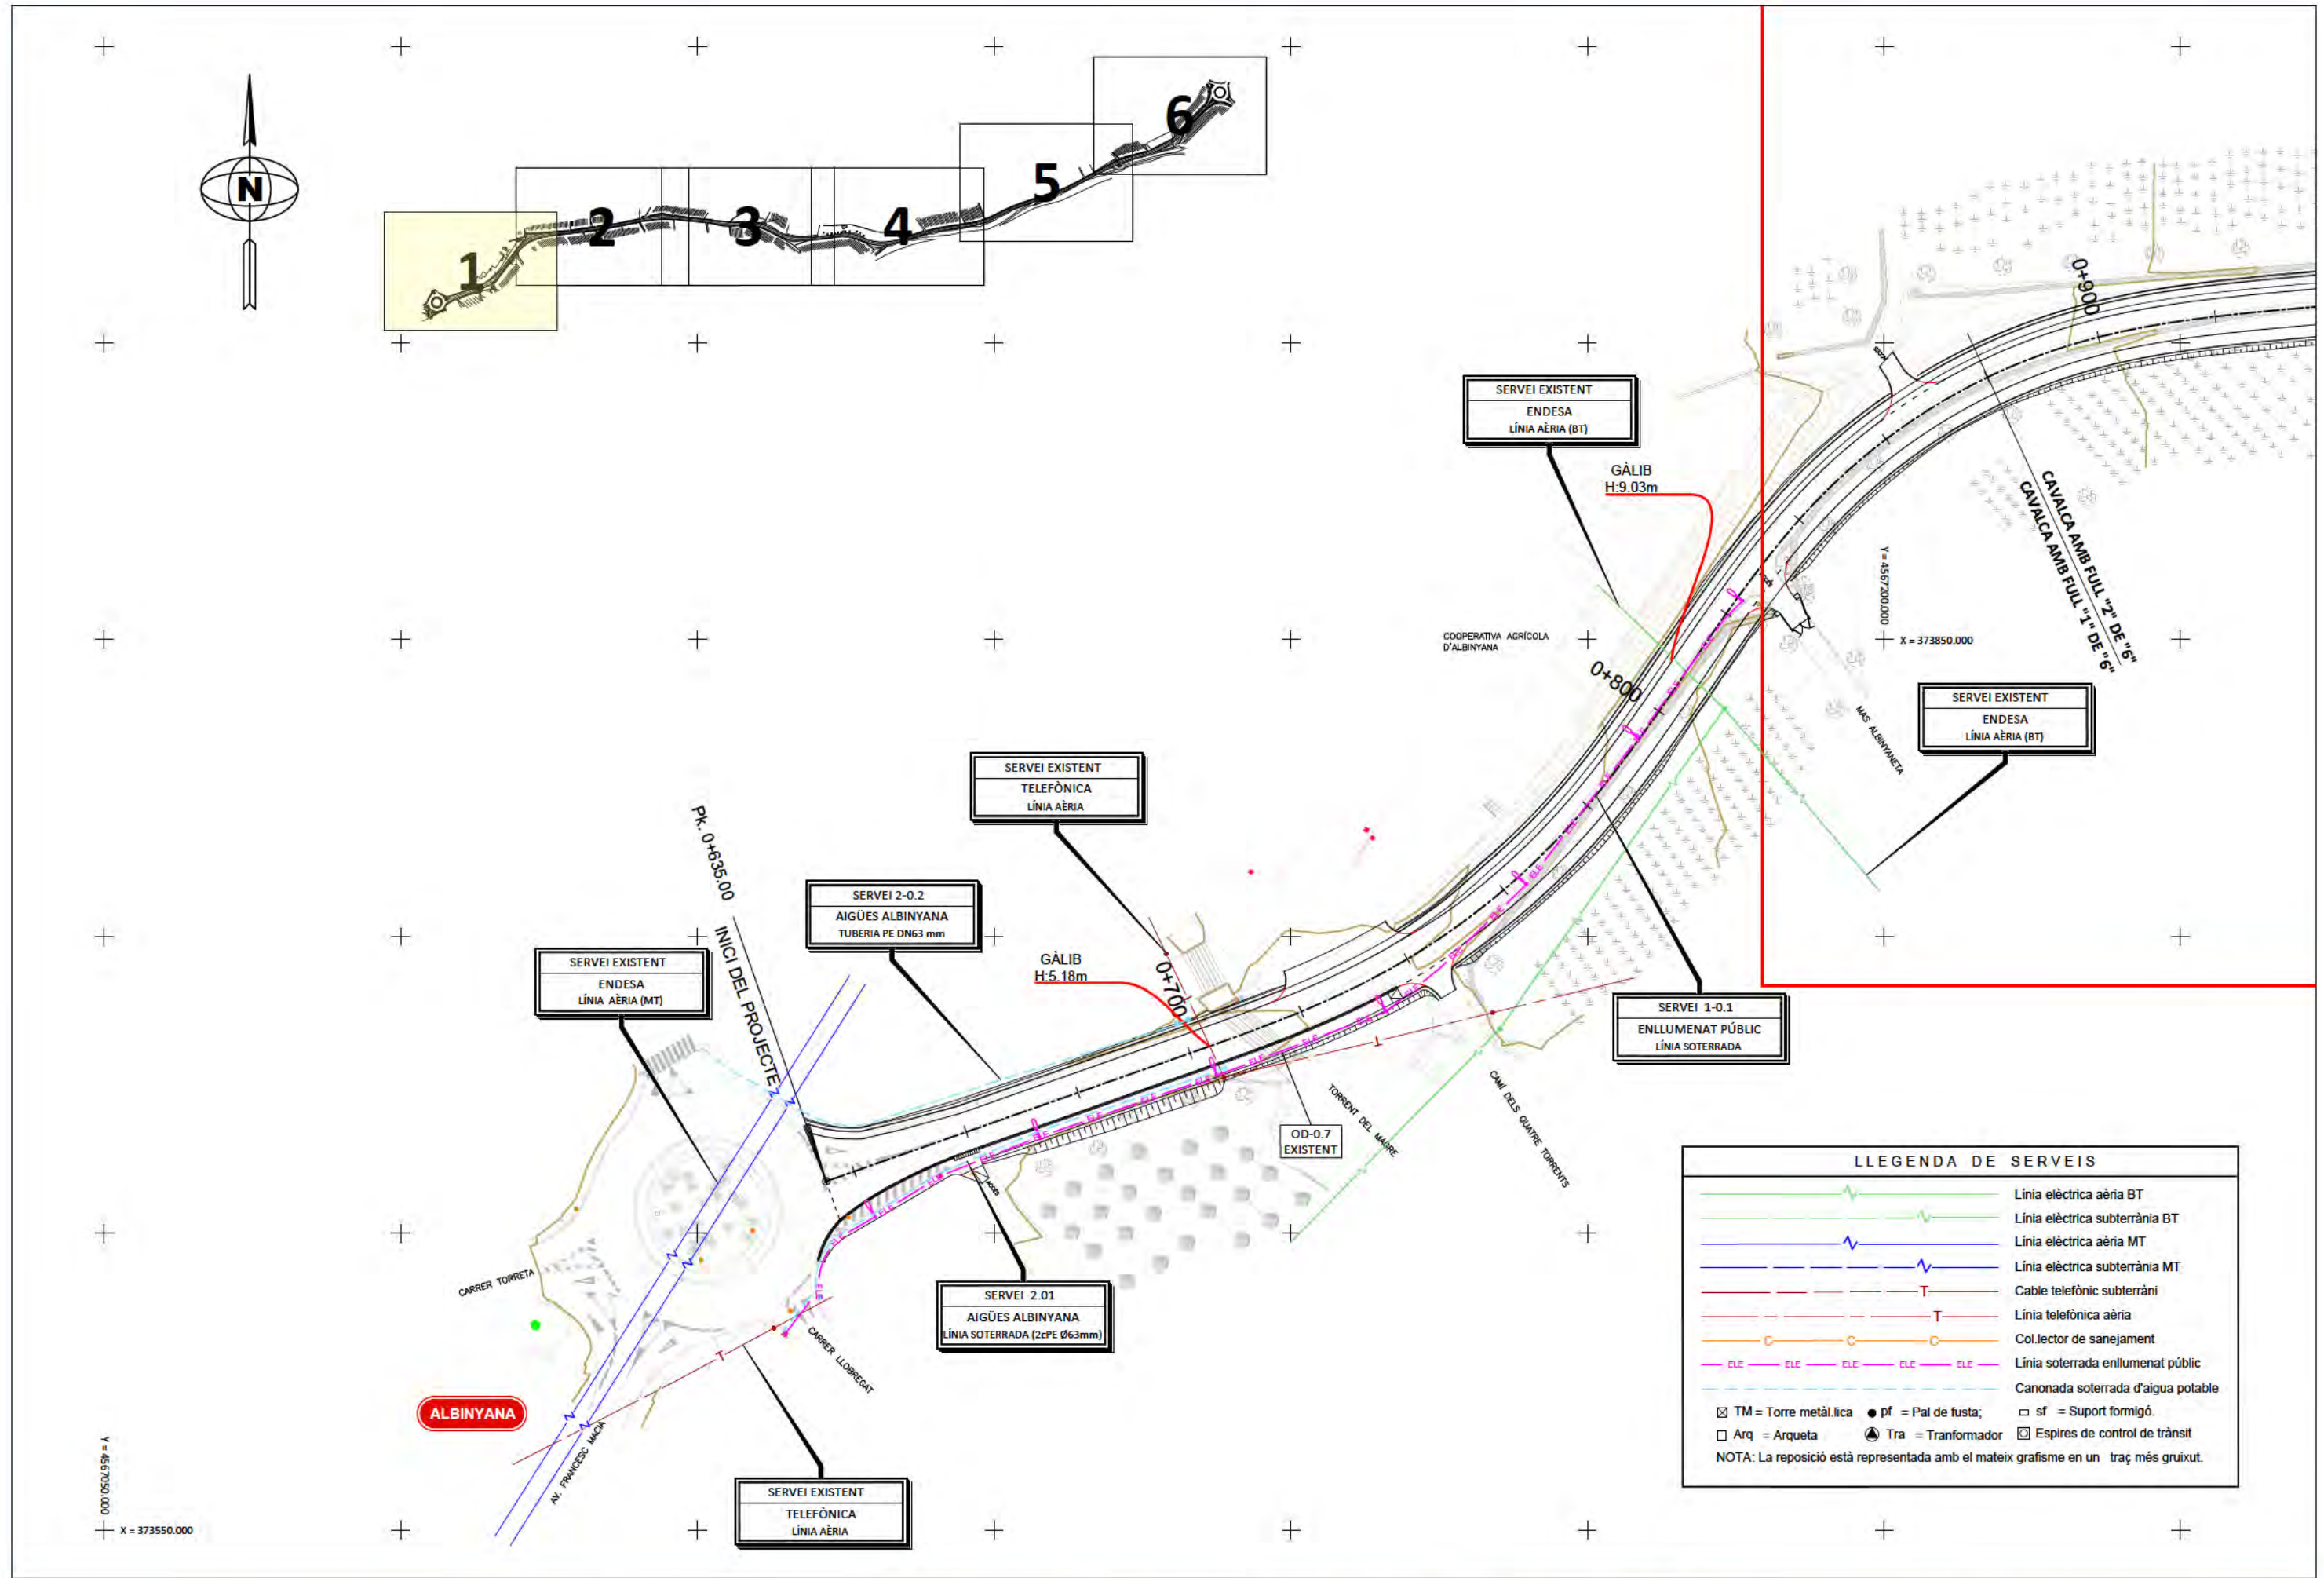 N
1
2
3
4
5
6
SERVEI EXISTENT
ENDESA
LÍNIA AÈRIA (BT)
GÀLIB
H:9.03m
0+900
CAVALCA AMB FULL "2" DE "6"
CAVALCA AMB FULL "1" DE "6"
Y = 4567200.000
X = 373850.000
COOPERATIVA AGRÍCOLA
D'ALBINYANA
0+800
MAS ALBINYANETA
SERVEI EXISTENT
ENDESA
LÍNIA AÈRIA (BT)
SERVEI EXISTENT
TELEFÒNICA
LÍNIA AÈRIA
Pk. 0+635.00
INICI DEL PROJECTE
SERVEI 2-0.2
AIGÜES ALBINYANA
TUBERIA PE DN63 mm
SERVEI EXISTENT
ENDESA
LÍNIA AÈRIA (MT)
GÀLIB
H:5.18m
0+700
SERVEI 1-0.1
ENLLUMENAT PÚBLIC
LÍNIA SOTERRADA
OD-0.7
EXISTENT
TORRENT DEL MAGRE
CAMÍ DELS QUATRE TORRENTS
CARRER TORRETA
SERVEI 2.01
AIGÜES ALBINYANA
LÍNIA SOTERRADA (2cPE Ø63mm)
CARRER LLOBREGAT
ALBINYANA
AV. FRANCESC MACIÀ
SERVEI EXISTENT
TELEFÒNICA
LÍNIA AÈRIA
Y = 4567050.000
X = 373550.000
LLEGENDA DE SERVEIS
Línia elèctrica aèria BT
Línia elèctrica subterrània BT
Línia elèctrica aèria MT
Línia elèctrica subterrània MT
T Cable telefònic subterràni
T Línia telefònica aèria
C C C Col.lector de sanejament
ELE ELE ELE ELE ELE Línia soterrada enllumenat públic
Canonada soterrada d'aigua potable
TM = Torre metàl.lica pf = Pal de fusta; sf = Suport formigó.
Arq = Arqueta Tra = Tranformador Espires de control de trànsit
NOTA: La reposició està representada amb el mateix grafisme en un traç més gruixut.